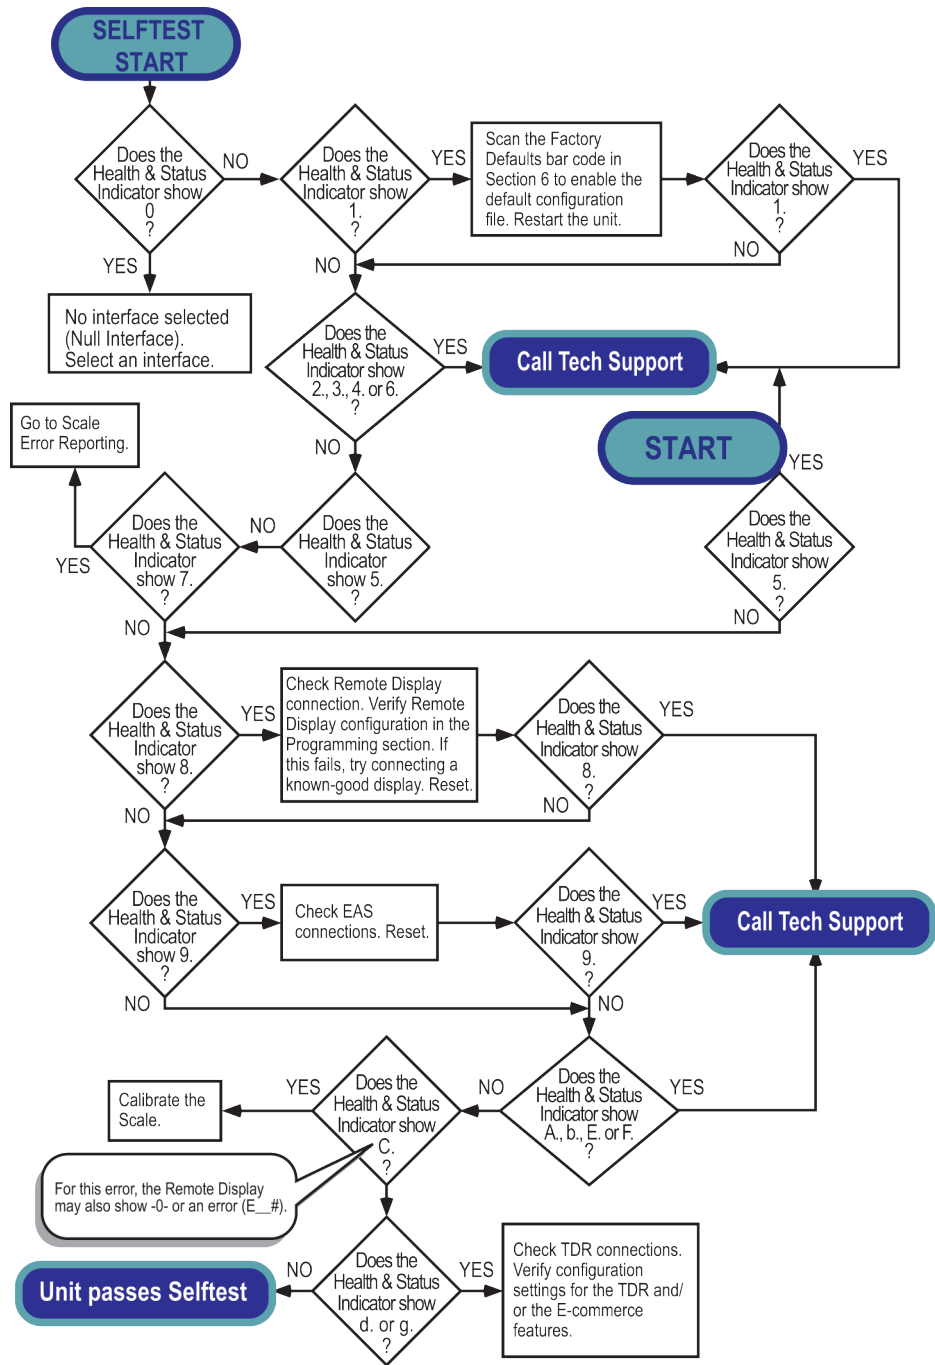 SELFTEST
START
Does the
Health & Status
Indicator show
0
?
NO
YES
No interface selected
(Null Interface).
Select an interface.
Does the
Health & Status
Indicator show
1.
?
YES
NO
Scan the Factory
Defaults bar code in
Section 6 to enable the
default configuration
file. Restart the unit.
Does the
Health & Status
Indicator show
1.
?
YES
NO
Does the
Health & Status
Indicator show
2., 3., 4. or 6.
?
YES
NO
Call Tech Support
START
YES
Does the
Health & Status
Indicator show
5.
?
NO
Go to Scale
Error Reporting.
Does the
Health & Status
Indicator
show 5.
?
NO
Does the
Health & Status
Indicator
show 7.
?
YES
NO
Does the
Health & Status
Indicator
show 8.
?
YES
NO
Check Remote Display
connection. Verify Remote
Display configuration in the
Programming section. If
this fails, try connecting a
known-good display. Reset.
Does the
Health & Status
Indicator show
8.
?
YES
NO
Does the
Health & Status
Indicator
show 9.
?
YES
NO
Check EAS
connections. Reset.
Does the
Health & Status
Indicator show
9.
?
YES
NO
Call Tech Support
Does the
Health & Status
Indicator show
A., b., E. or F.
?
YES
NO
Does the
Health & Status
Indicator show
C.
?
YES
Calibrate the
Scale.
For this error, the Remote Display
may also show -0- or an error (E__#).
Does the
Health & Status
Indicator show
d. or g.
?
NO
YES
Unit passes Selftest
Check TDR connections.
Verify configuration
settings for the TDR and/
or the E-commerce
features.